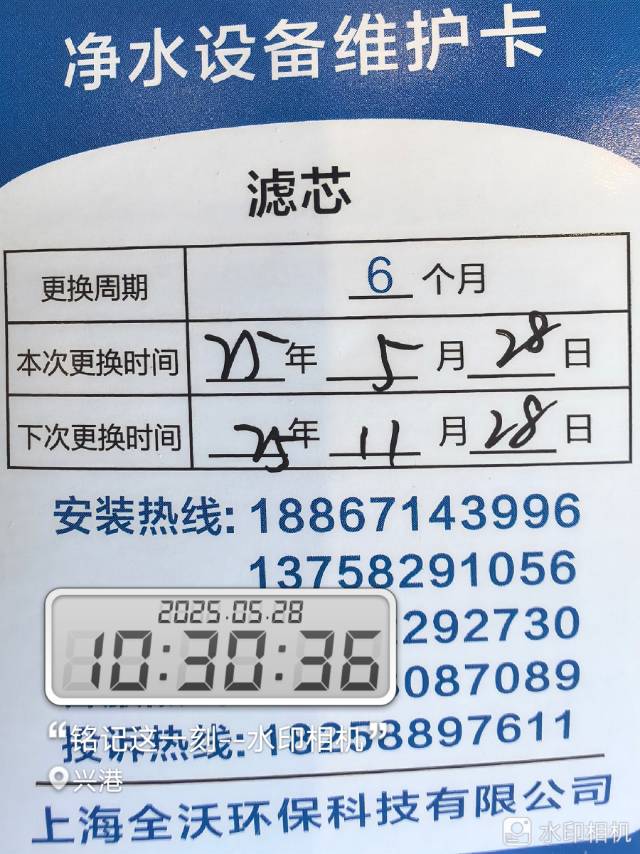 净水设备维护卡
滤芯
更换周期 6 个月
本次更换时间 25 年 5 月 28 日
下次更换时间 25 年 11 月 28 日
安装热线: 18867143996
13758291056
292730
087089
2025.05.28
10:30:36
投诉热线: 58897611
“铭记这一刻－水印相机”
兴港
上海全沃环保科技有限公司
水印相机